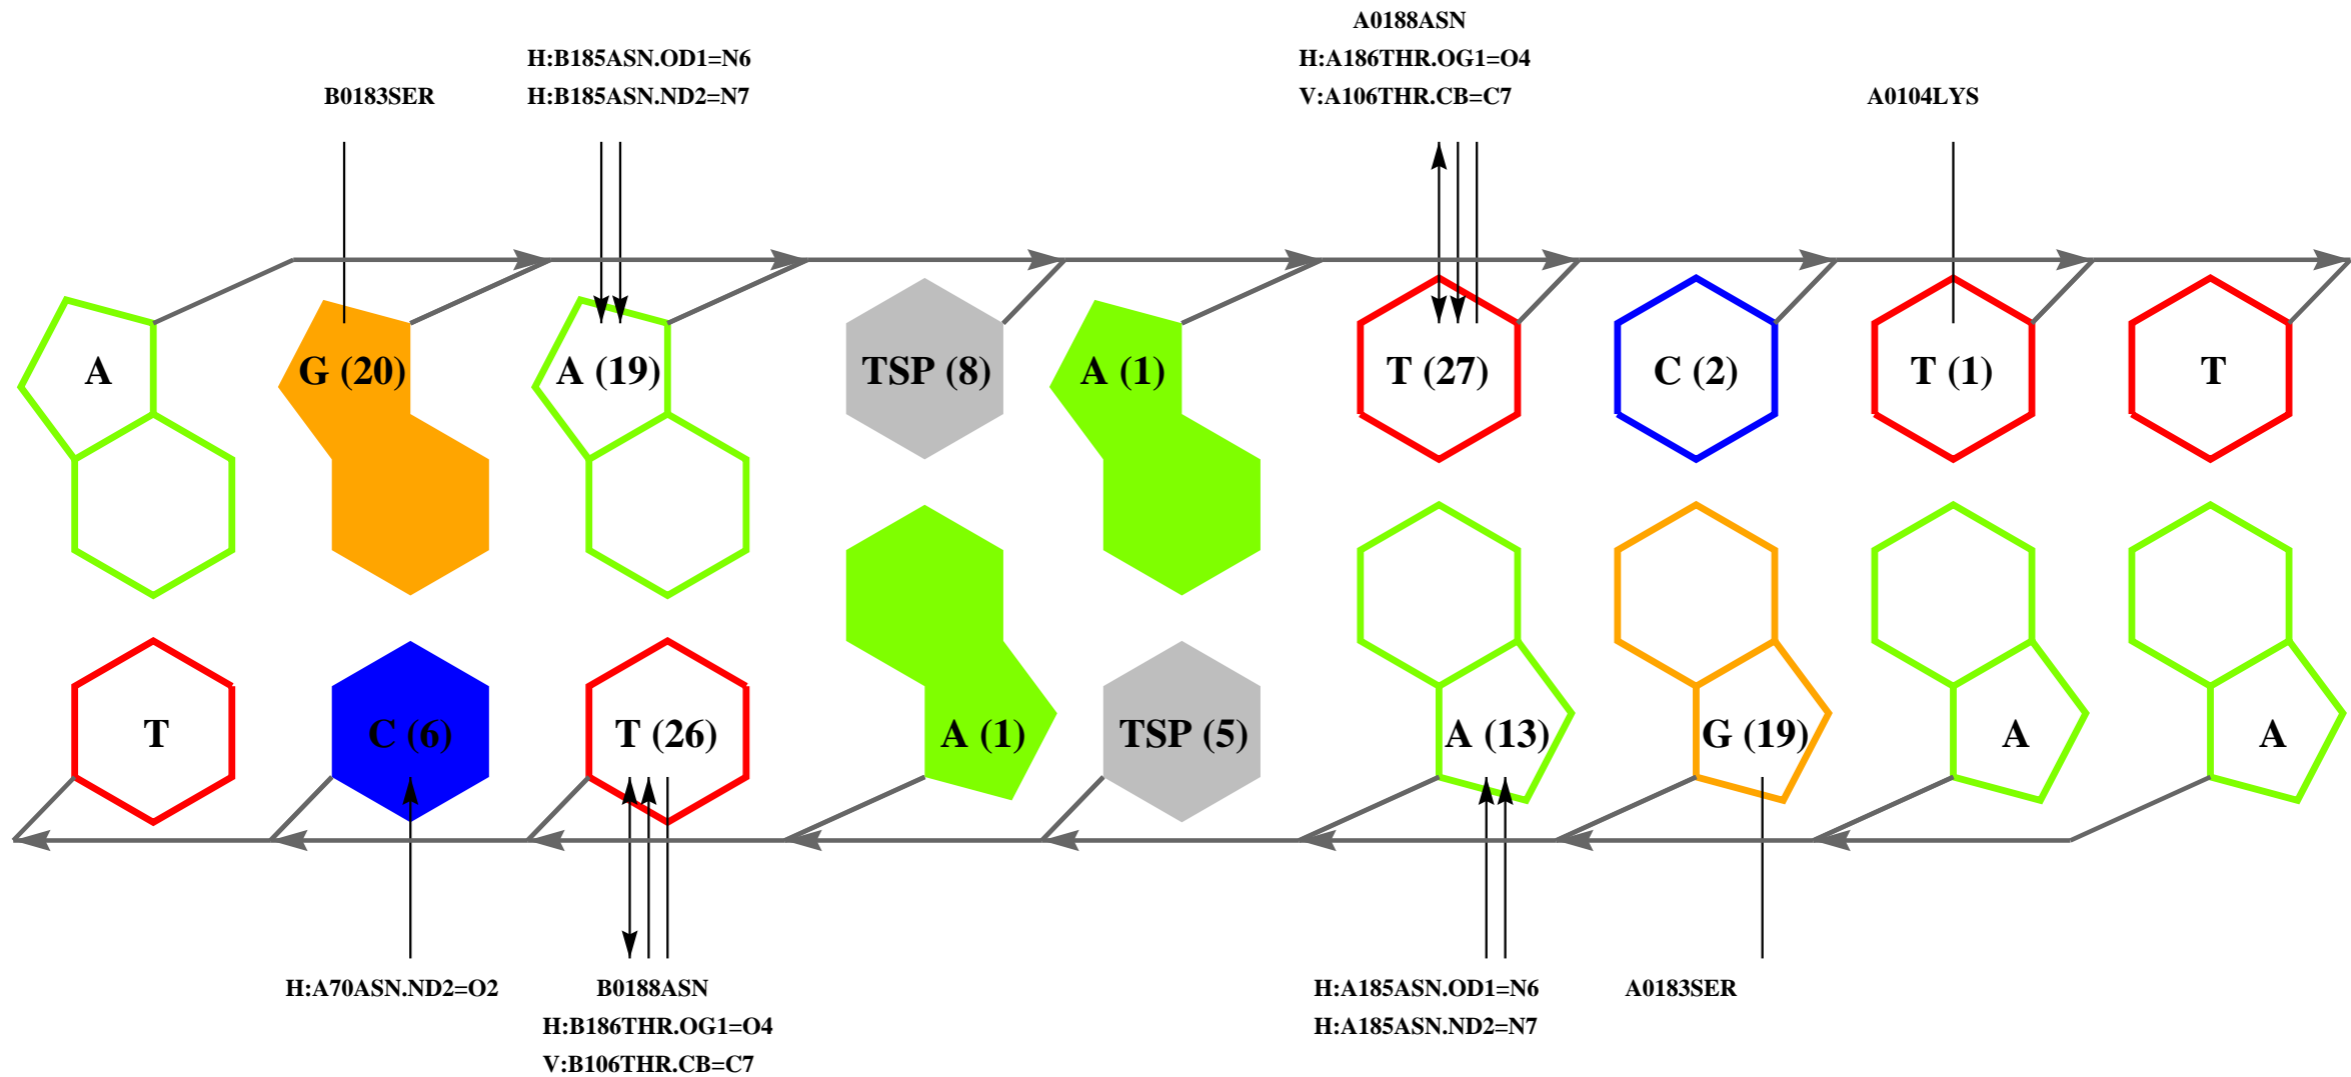 A0188ASN
H:B185ASN.OD1=N6
H:A186THR.OG1=O4
B0183SER
H:B185ASN.ND2=N7
V:A106THR.CB=C7
A0104LYS
A
G (20)
A (19)
TSP (8)
A (1)
T (27)
C (2)
T (1)
T
T
C (6)
T (26)
A (1)
TSP (5)
A (13)
G (19)
A
A
H:A70ASN.ND2=O2
B0188ASN
H:A185ASN.OD1=N6
A0183SER
H:B186THR.OG1=O4
H:A185ASN.ND2=N7
V:B106THR.CB=C7